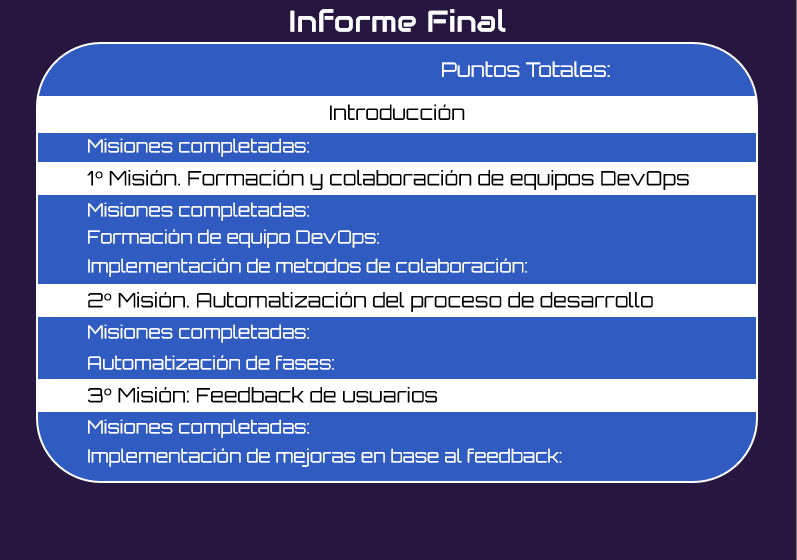 Informe Final
Puntos Totales:
Introducción
Misiones completadas:
1º Misión. Formación y colaboración de equipos DevOps
Misiones completadas:
Formación de equipo DevOps:
Implementación de metodos de colaboración:
2º Misión. Automatización del proceso de desarrollo
Misiones completadas:
Automatización de fases:
3º Misión: Feedback de usuarios
Misiones completadas:
Implementación de mejoras en base al feedback: